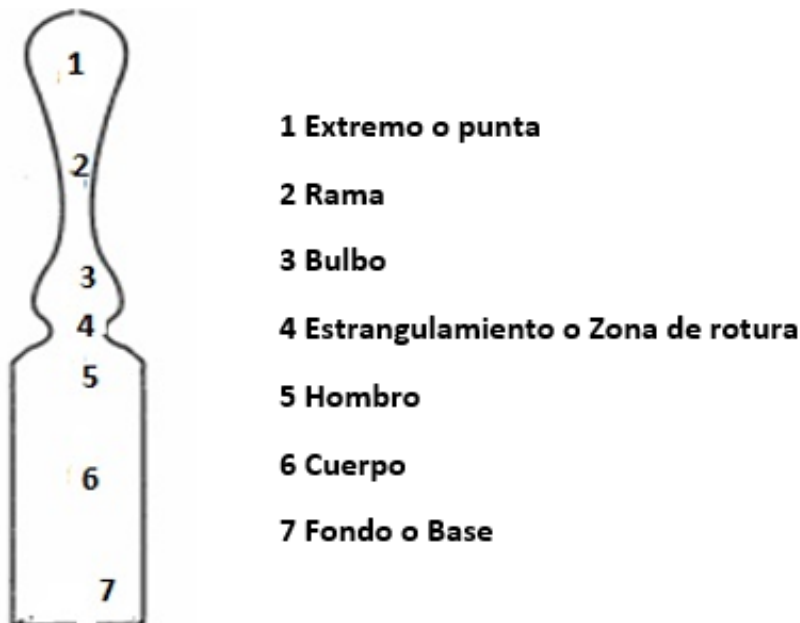 1
2
3
4
5
6
7
1 Extremo o punta
2 Rama
3 Bulbo
4 Estrangulamiento o Zona de rotura
5 Hombro
6 Cuerpo
7 Fondo o Base